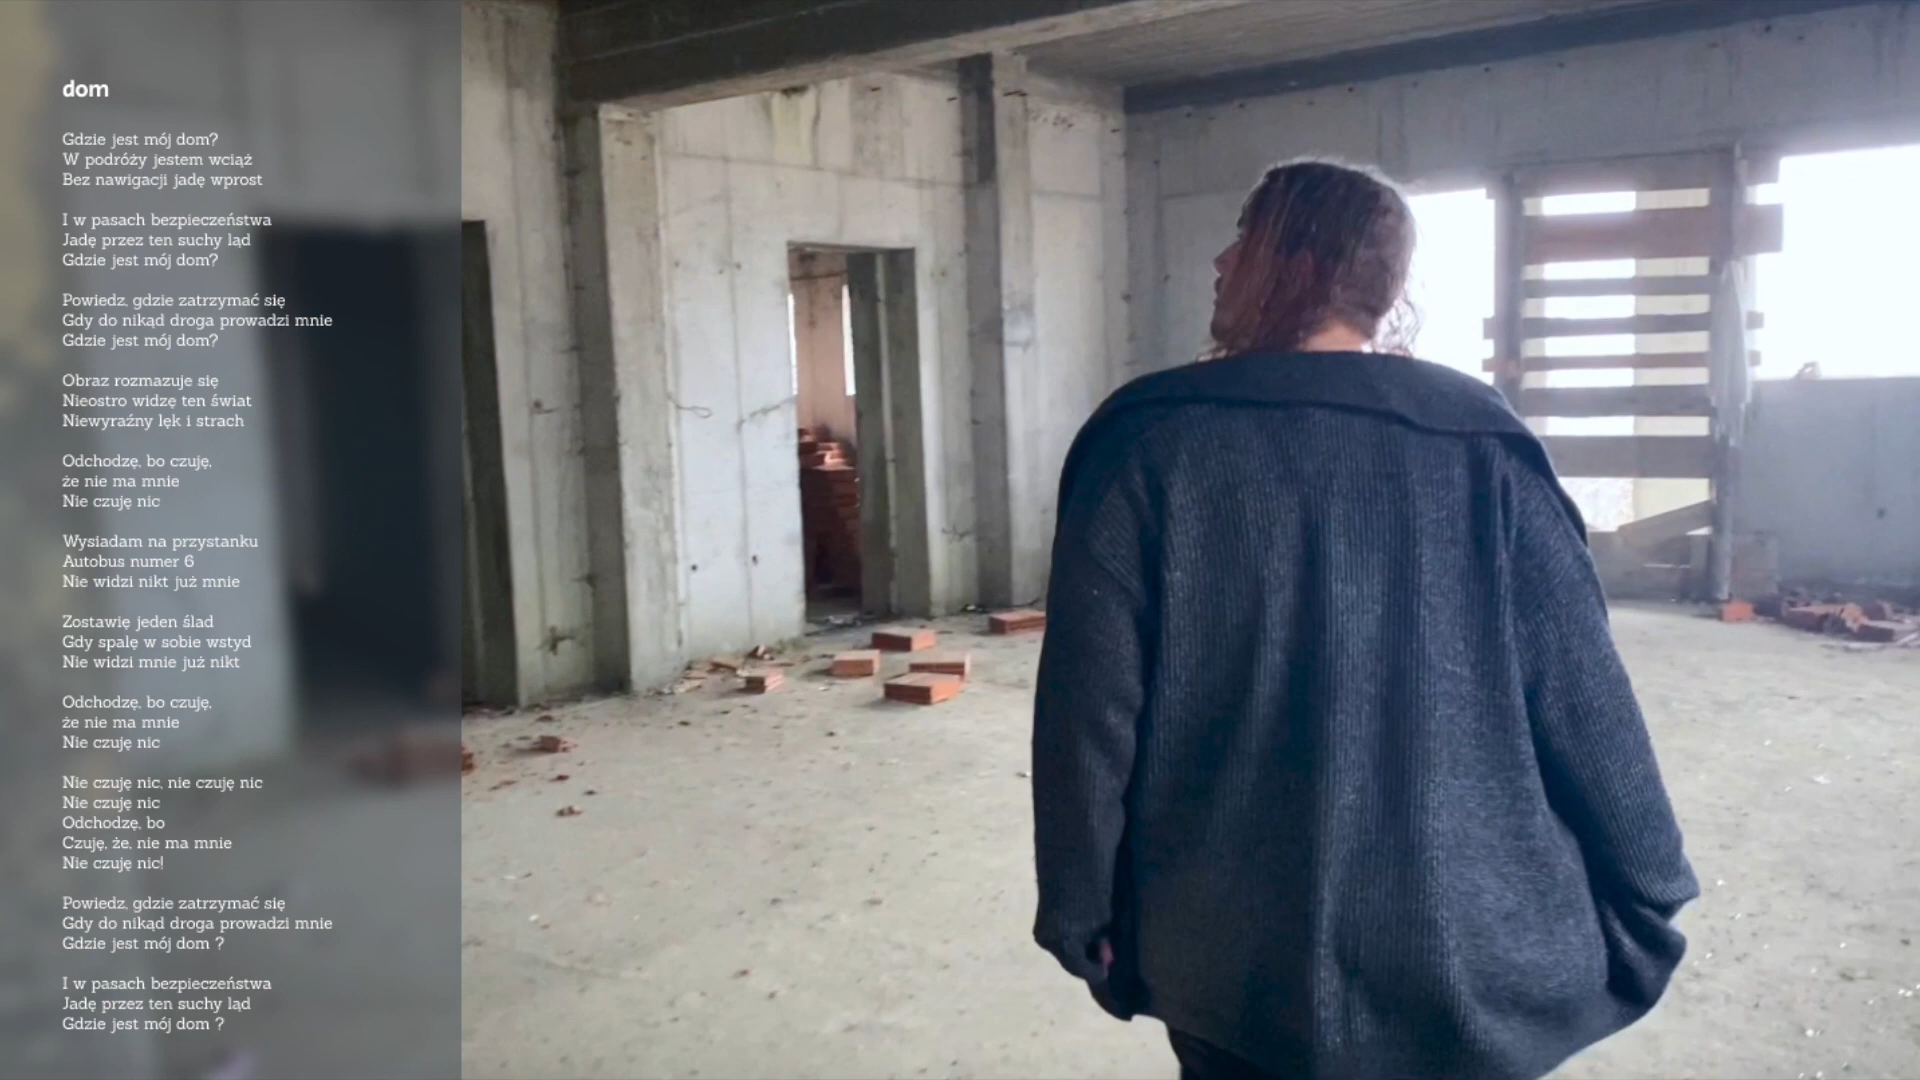 dom
Gdzie jest mój dom?
W podróży jestem wciąż
Bez nawigacji jadę wprost
I w pasach bezpieczeństwa
Jadę przez ten suchy ląd
Gdzie jest mój dom?
Powiedz, gdzie zatrzymać się
Gdy do nikąd droga prowadzi mnie
Gdzie jest mój dom?
Obraz rozmazuje się
Nieostro widzę ten świat
Niewyraźny lęk i strach
Odchodzę, bo czuję,
że nie ma mnie
Nie czuję nic
Wysiadam na przystanku
Autobus numer 6
Nie widzi nikt już mnie
Zostawię jeden ślad
Gdy spalę w sobie wstyd
Nie widzi mnie już nikt
Odchodzę, bo czuję,
że nie ma mnie
Nie czuję nic
Nie czuję nic, nie czuję nic
Nie czuję nic
Odchodzę, bo
Czuję, że, nie ma mnie
Nie czuję nic!
Powiedz, gdzie zatrzymać się
Gdy do nikąd droga prowadzi mnie
Gdzie jest mój dom ?
I w pasach bezpieczeństwa
Jadę przez ten suchy ląd
Gdzie jest mój dom ?